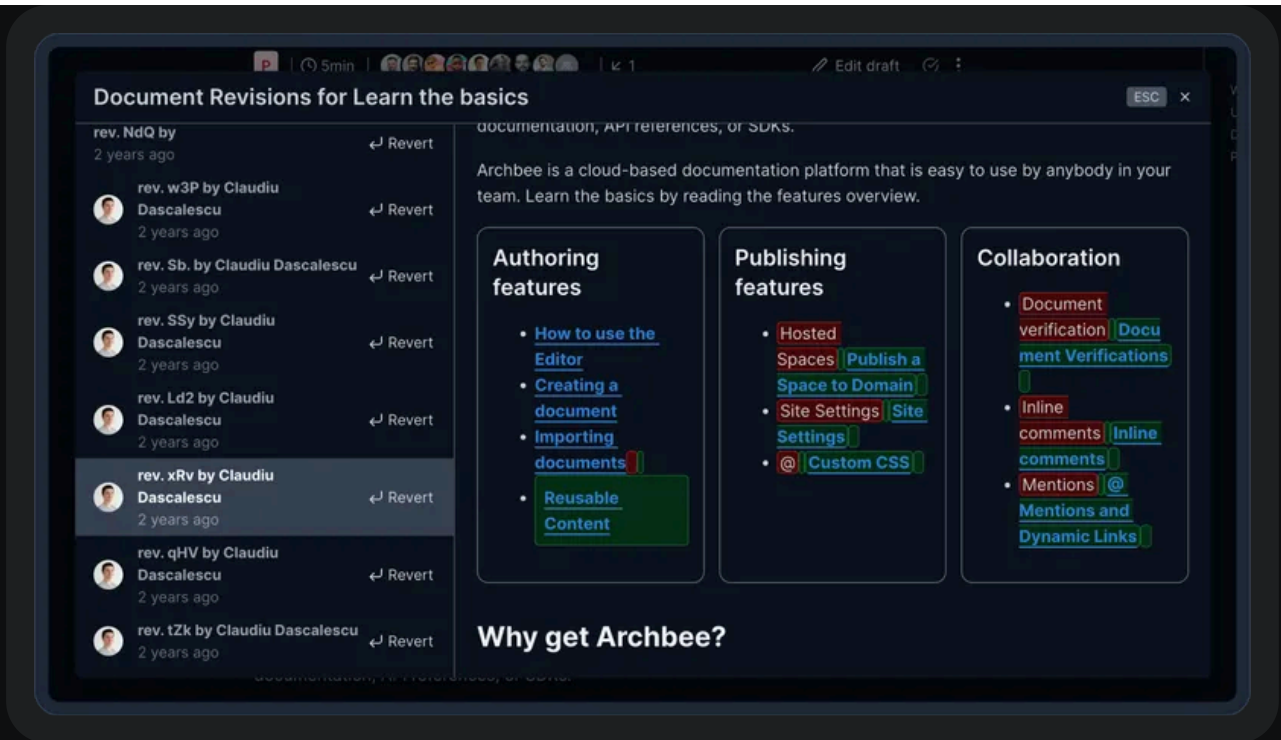 P | 5min | 1
Edit draft
Document Revisions for Learn the basics
ESC ×
rev. NdQ by
2 years ago
Revert
rev. w3P by Claudiu
Dascalescu
2 years ago
Revert
rev. Sb. by Claudiu Dascalescu
2 years ago
Revert
rev. SSy by Claudiu
Dascalescu
2 years ago
Revert
rev. Ld2 by Claudiu
Dascalescu
2 years ago
Revert
rev. xRv by Claudiu
Dascalescu
2 years ago
Revert
rev. qHV by Claudiu
Dascalescu
2 years ago
Revert
rev. tZk by Claudiu Dascalescu
2 years ago
Revert
documentation, API references, or SDKs.
Archbee is a cloud-based documentation platform that is easy to use by anybody in your
team. Learn the basics by reading the features overview.
Authoring
features
• How to use the
Editor
• Creating a
document
• Importing
documents
• Reusable
Content
Publishing
features
• Hosted
Spaces Publish a
Space to Domain
• Site Settings Site
Settings
• @ Custom CSS
Collaboration
• Document
verification Docu
ment Verifications
• Inline
comments Inline
comments
• Mentions @
Mentions and
Dynamic Links
Why get Archbee?